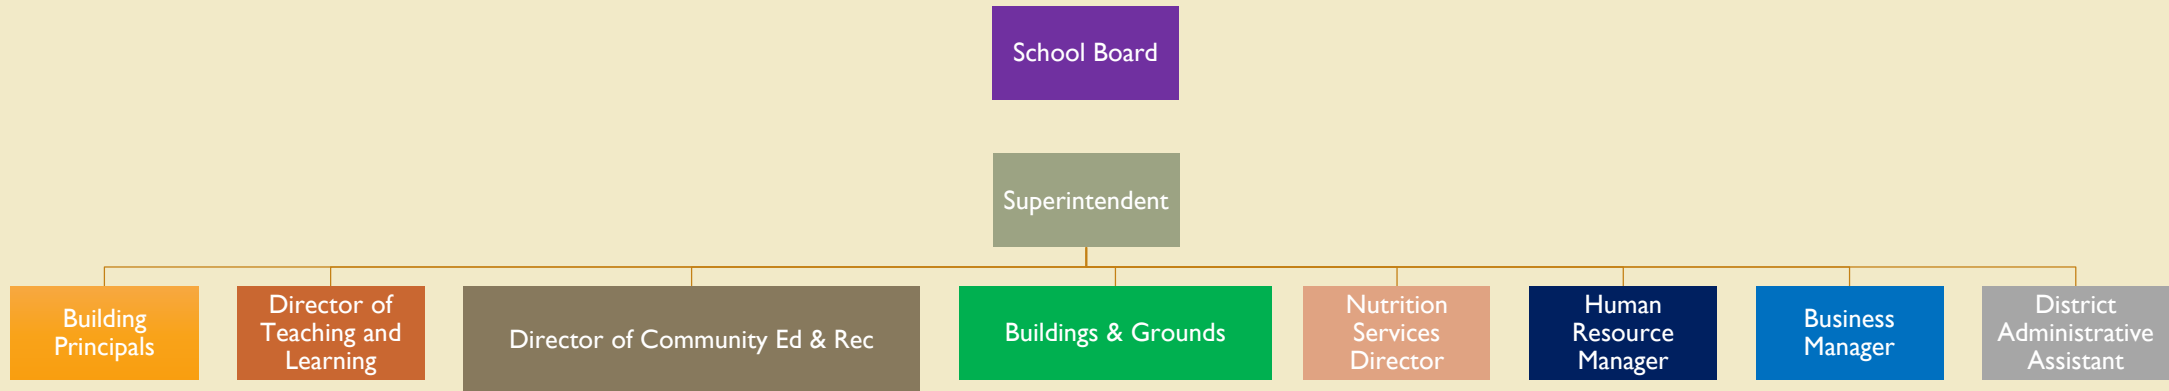 School Board
Superintendent
Building
Principals
Director of
Teaching and
Learning
Director of Community Ed & Rec
Buildings & Grounds
Nutrition
Services
Director
Human
Resource
Manager
Business
Manager
District
Administrative
Assistant